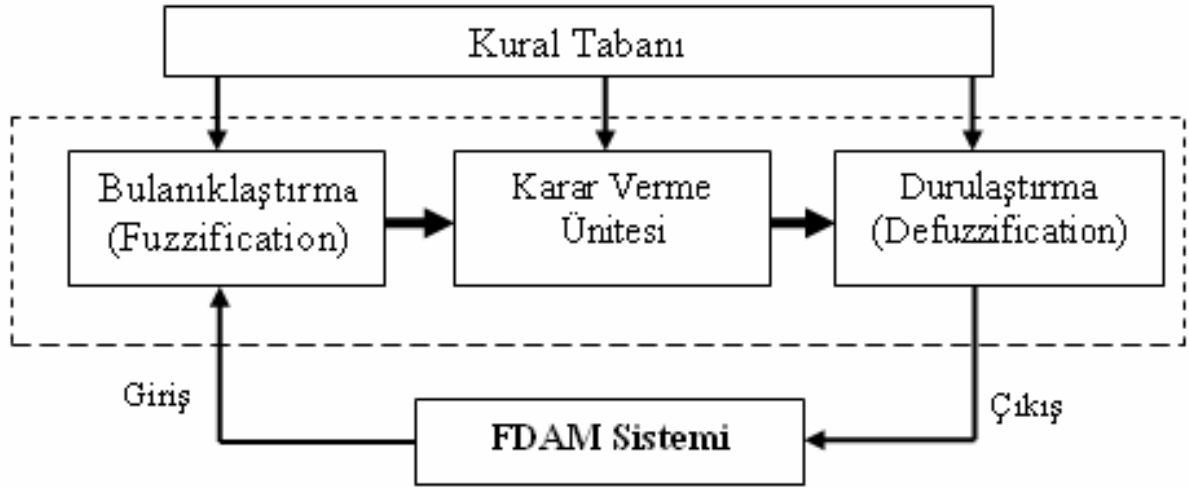 Kural Tabanı
Bulanıklaştırma
(Fuzzification)
Karar Verme
Ünitesi
Durulaştırma
(Defuzzification)
Giriş
FDAM Sistemi
Çıkış